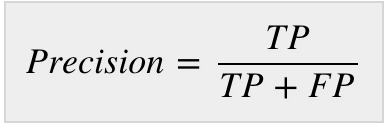 Precision = TP / TP + FP